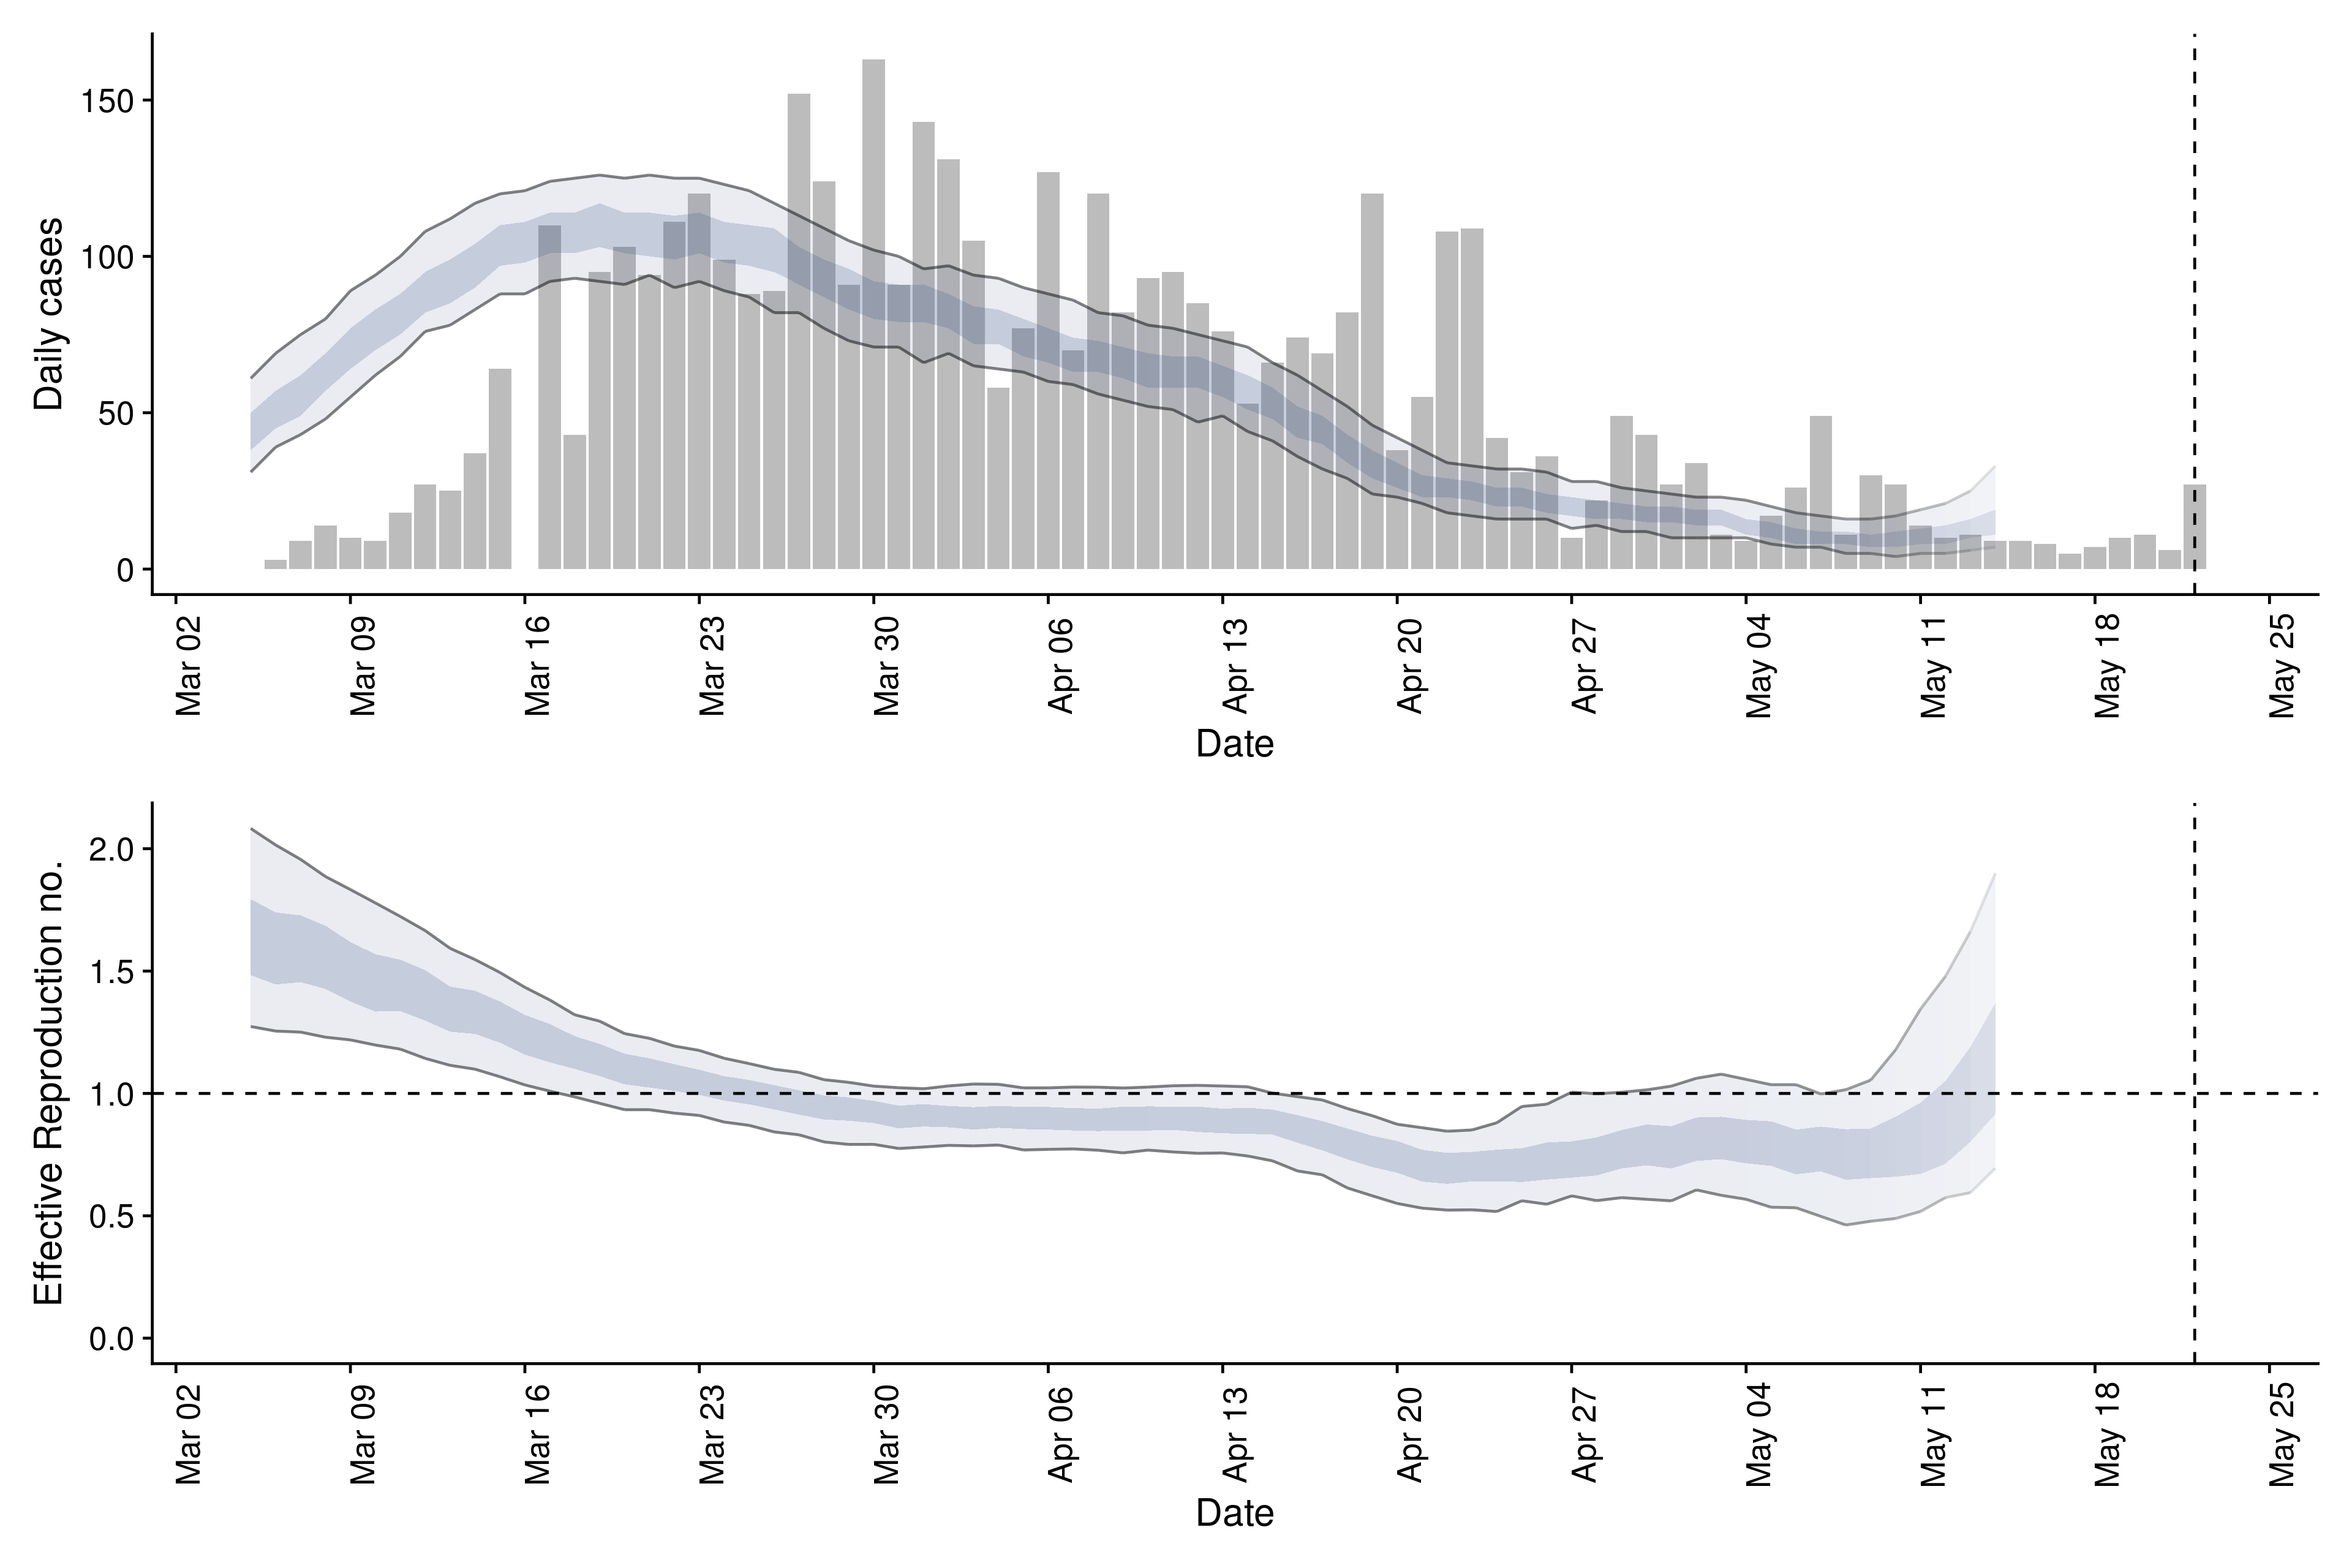 Daily cases
150
100
50
0
Mar 02
Mar 09
Mar 16
Mar 23
Mar 30
Apr 06
Apr 13
Apr 20
Apr 27
May 04
May 11
May 18
May 25
Date
Effective Reproduction no.
2.0
1.5
1.0
0.5
0.0
Mar 02
Mar 09
Mar 16
Mar 23
Mar 30
Apr 06
Apr 13
Apr 20
Apr 27
May 04
May 11
May 18
May 25
Date